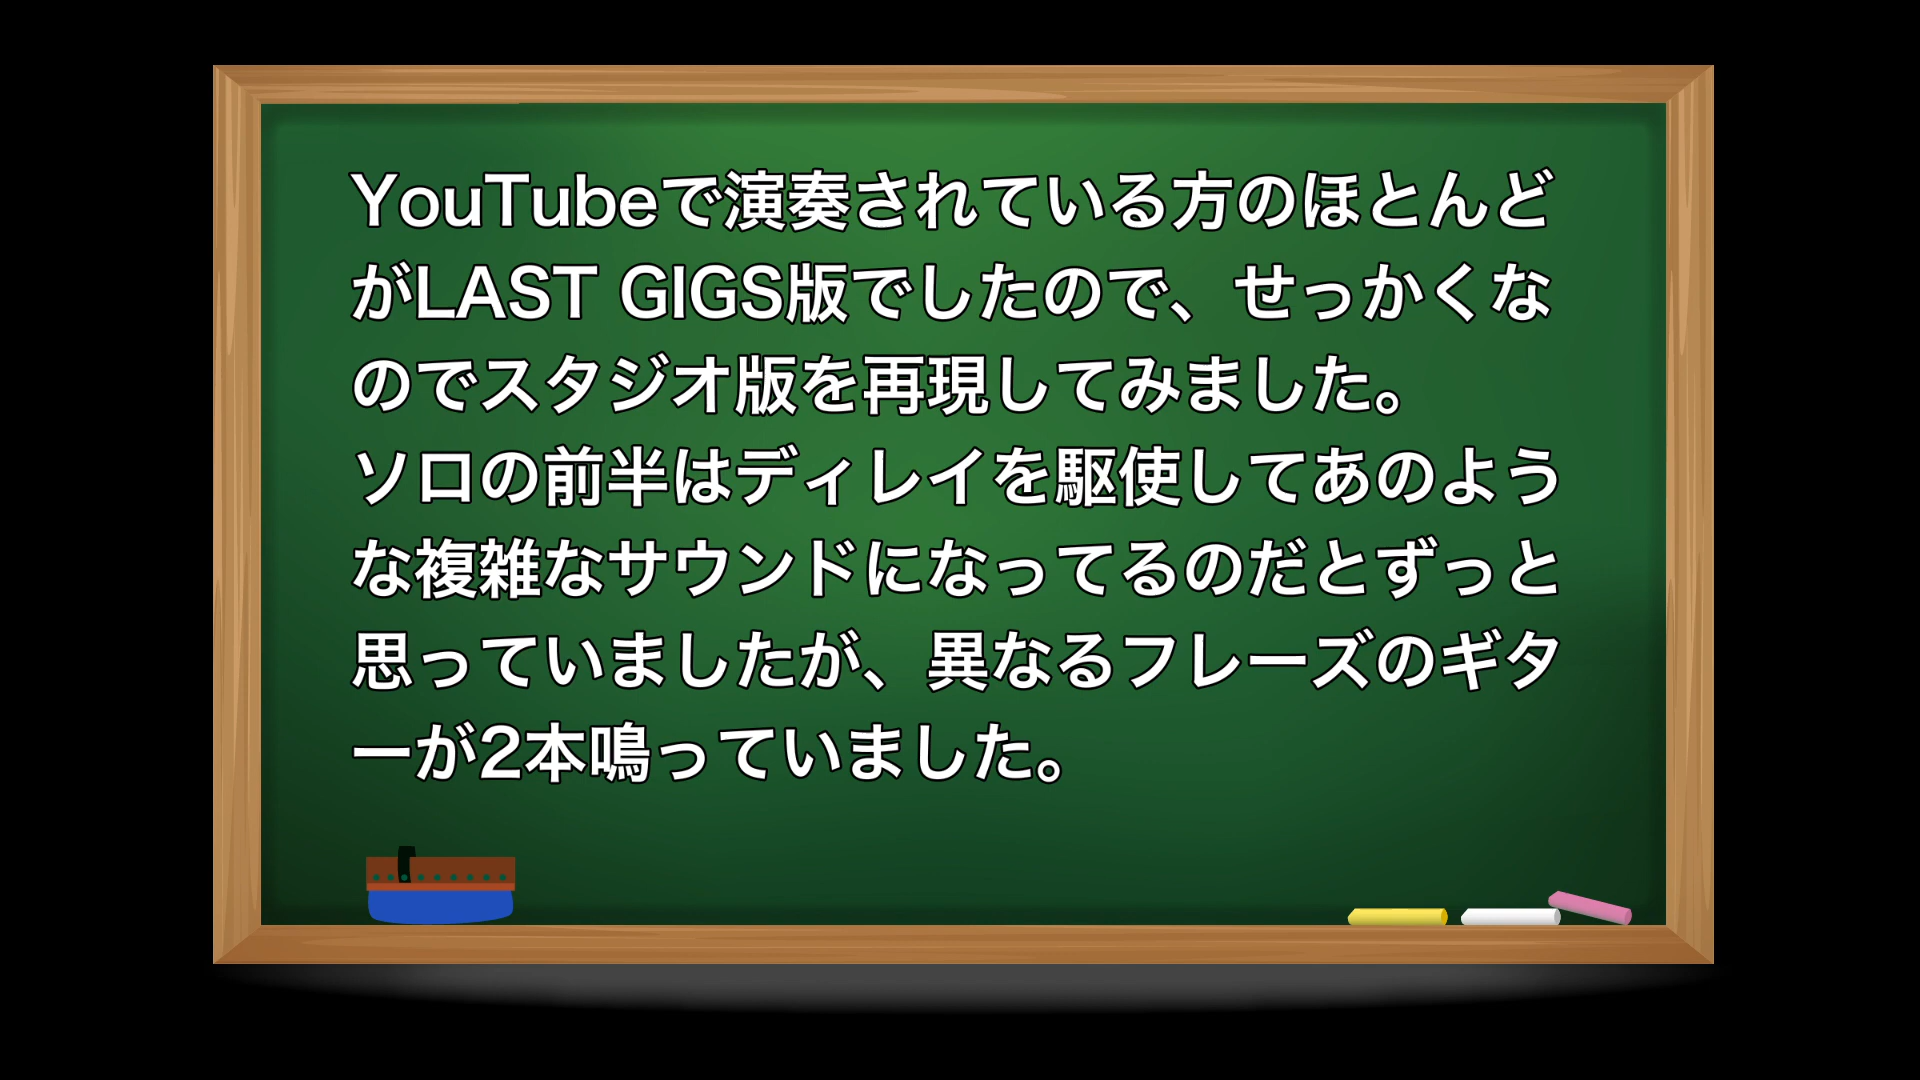 YouTubeで演奏されている方のほとんど
がLAST GIGS版でしたので、せっかくな
のでスタジオ版を再現してみました。
ソロの前半はディレイを駆使してあのよう
な複雑なサウンドになってるのだとずっと
思っていましたが、異なるフレーズのギタ
ーが2本鳴っていました。